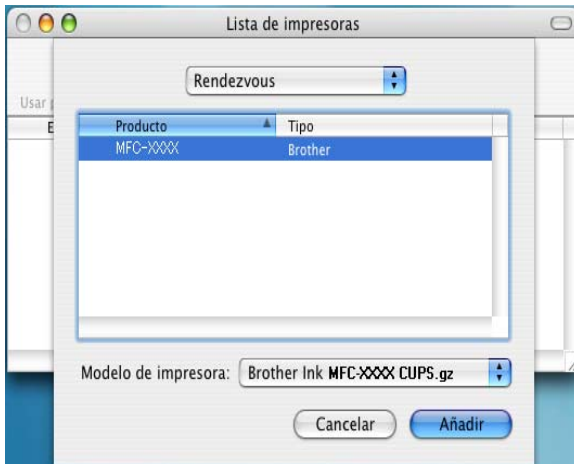 Lista de impresoras
Rendezvous
Usar
E
Producto Tipo
MFC-XXXX Brother
Modelo de impresora: Brother Ink MFC-XXXX CUPS.gz
Cancelar Añadir